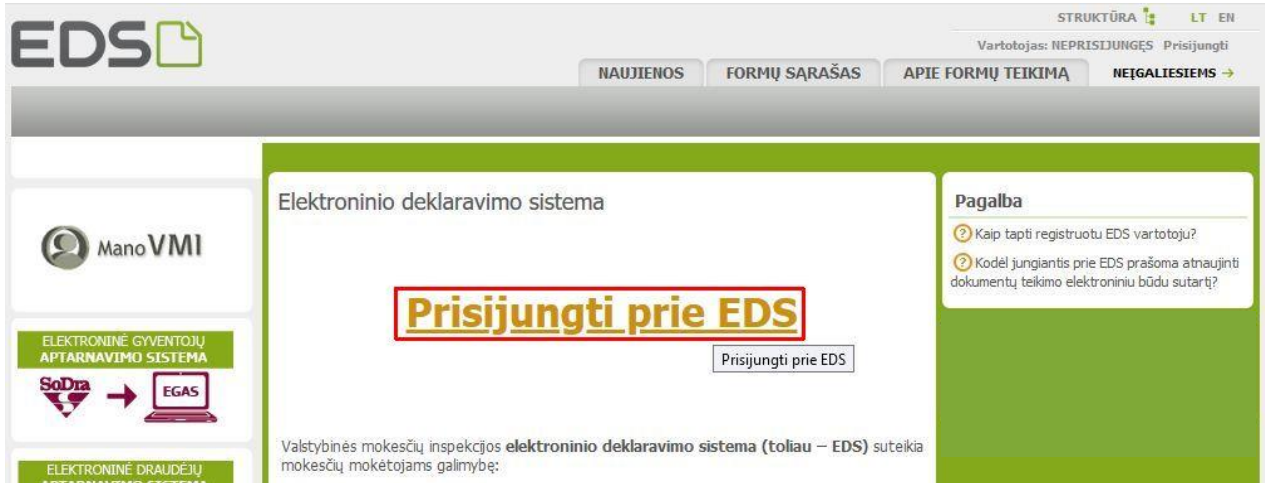 EDS
STRUKTŪRA LT EN
Vartotojas: NEPRISIJUNGĘS Prisijungti
NAUJIENOS FORMŲ SĄRAŠAS APIE FORMŲ TEIKIMĄ NEĮGALIESIEMS →
Mano VMI
ELEKTRONINĖ GYVENTOJŲ
APTARNAVIMO SISTEMA
SoDra → EGAS
ELEKTRONINĖ DRAUDĖJŲ
APTARNAVIMO SISTEMA
Elektroninio deklaravimo sistema
Prisijungti prie EDS
Prisijungti prie EDS
Valstybinės mokesčių inspekcijos elektroninio deklaravimo sistema (toliau – EDS) suteikia
mokesčių mokėtojams galimybę:
Pagalba
? Kaip tapti registruotu EDS vartotoju?
? Kodėl jungiantis prie EDS prašoma atnaujinti
dokumentų teikimo elektroniniu būdu sutartį?